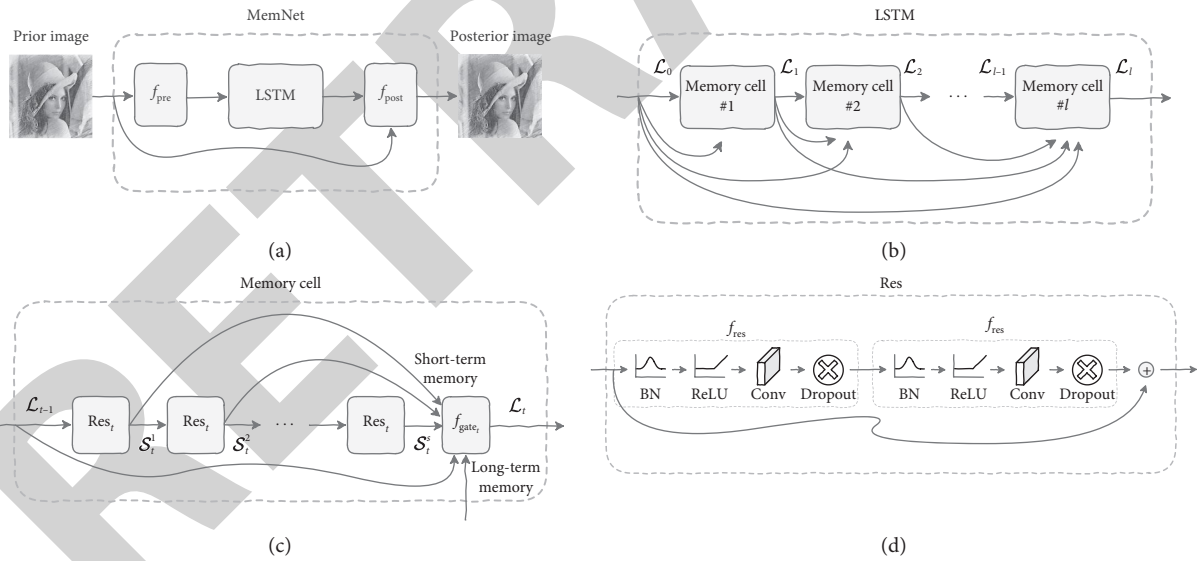 MemNet
Prior image
Posterior image
f_pre
LSTM
f_post
(a)
LSTM
ℒ_0
Memory cell
#1
ℒ_1
Memory cell
#2
ℒ_2
...
ℒ_{l–1}
Memory cell
#l
ℒ_l
(b)
Memory cell
Short-term
memory
ℒ_{t–1}
Res_t
𝒮_t^1
Res_t
𝒮_t^2
...
Res_t
𝒮_t^s
f_{gate_t}
ℒ_t
Long-term
memory
(c)
Res
f_res
BN
ReLU
Conv
Dropout
f_res
BN
ReLU
Conv
Dropout
+
(d)
RETR